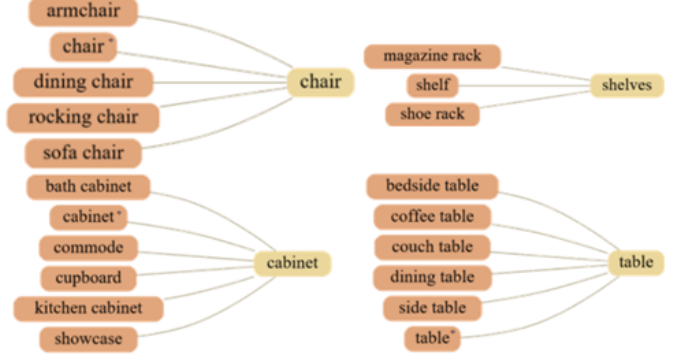 armchair
chair*
dining chair
rocking chair
sofa chair
chair
bath cabinet
cabinet*
commode
cupboard
kitchen cabinet
showcase
cabinet
magazine rack
shelf
shoe rack
shelves
bedside table
coffee table
couch table
dining table
side table
table*
table